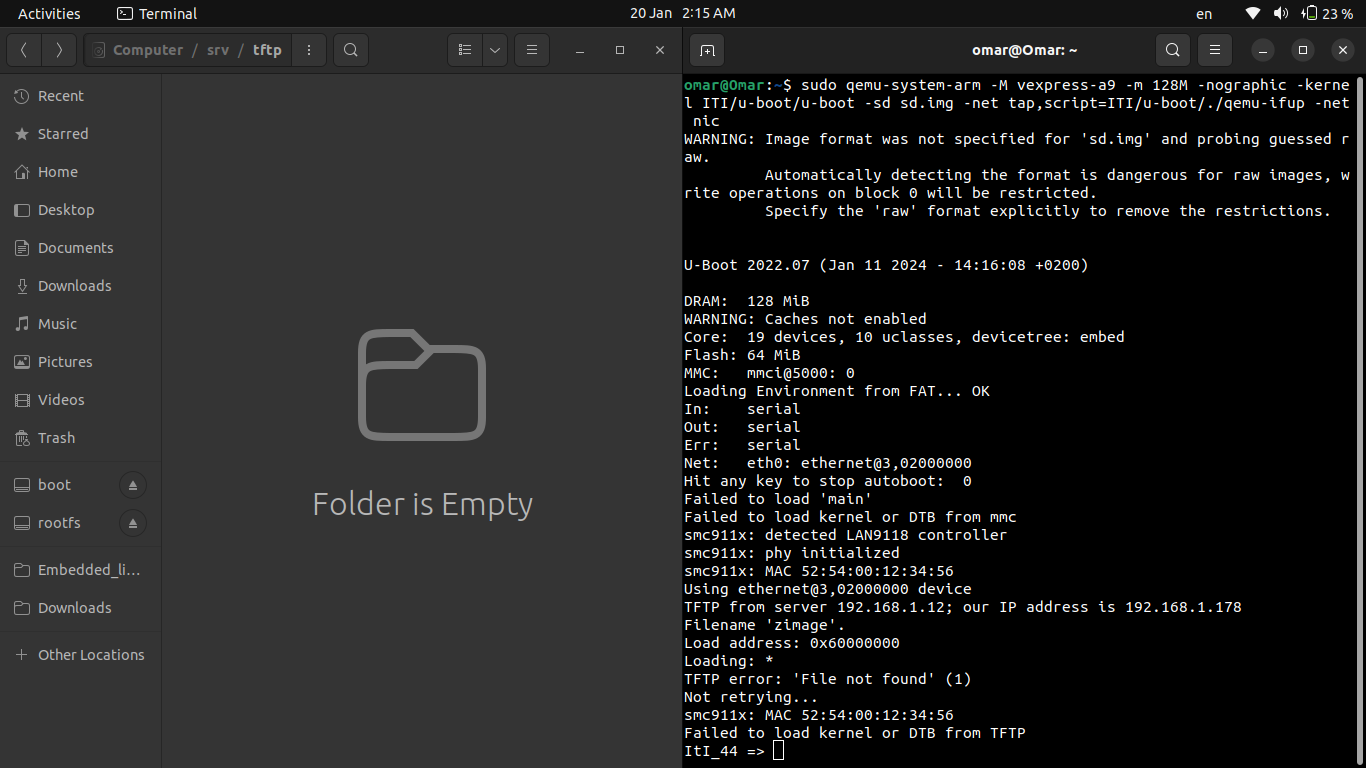 Activities
Terminal
20 Jan 2:15 AM
en
23 %
Computer / srv / tftp
Recent
Starred
Home
Desktop
Documents
Downloads
Music
Pictures
Videos
Trash
boot
rootfs
Embedded_li…
Downloads
Other Locations
Folder is Empty
omar@Omar: ~
omar@Omar:~$ sudo qemu-system-arm -M vexpress-a9 -m 128M -nographic -kerne
l ITI/u-boot/u-boot -sd sd.img -net tap,script=ITI/u-boot/./qemu-ifup -net
 nic
WARNING: Image format was not specified for 'sd.img' and probing guessed r
aw.
         Automatically detecting the format is dangerous for raw images, w
rite operations on block 0 will be restricted.
         Specify the 'raw' format explicitly to remove the restrictions.
U-Boot 2022.07 (Jan 11 2024 - 14:16:08 +0200)
DRAM:  128 MiB
WARNING: Caches not enabled
Core:  19 devices, 10 uclasses, devicetree: embed
Flash: 64 MiB
MMC:   mmci@5000: 0
Loading Environment from FAT... OK
In:    serial
Out:   serial
Err:   serial
Net:   eth0: ethernet@3,02000000
Hit any key to stop autoboot:  0
Failed to load 'main'
Failed to load kernel or DTB from mmc
smc911x: detected LAN9118 controller
smc911x: phy initialized
smc911x: MAC 52:54:00:12:34:56
Using ethernet@3,02000000 device
TFTP from server 192.168.1.12; our IP address is 192.168.1.178
Filename 'zimage'.
Load address: 0x60000000
Loading: *
TFTP error: 'File not found' (1)
Not retrying...
smc911x: MAC 52:54:00:12:34:56
Failed to load kernel or DTB from TFTP
ItI_44 =>